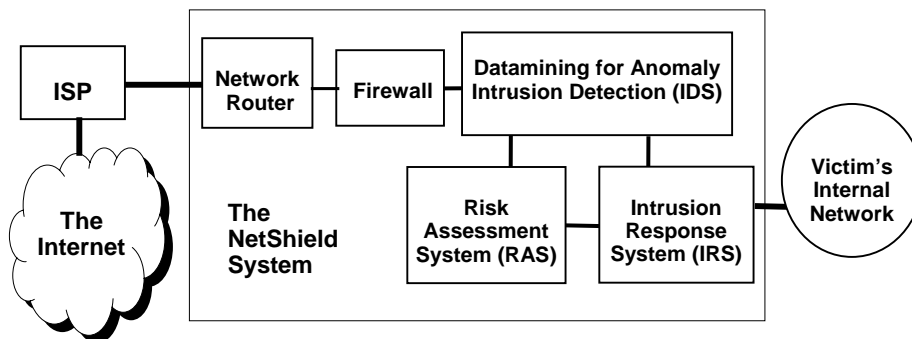 ISP
The
Internet
Network
Router
Firewall
Datamining for Anomaly
Intrusion Detection (IDS)
The
NetShield
System
Risk
Assessment
System (RAS)
Intrusion
Response
System (IRS)
Victim's
Internal
Network